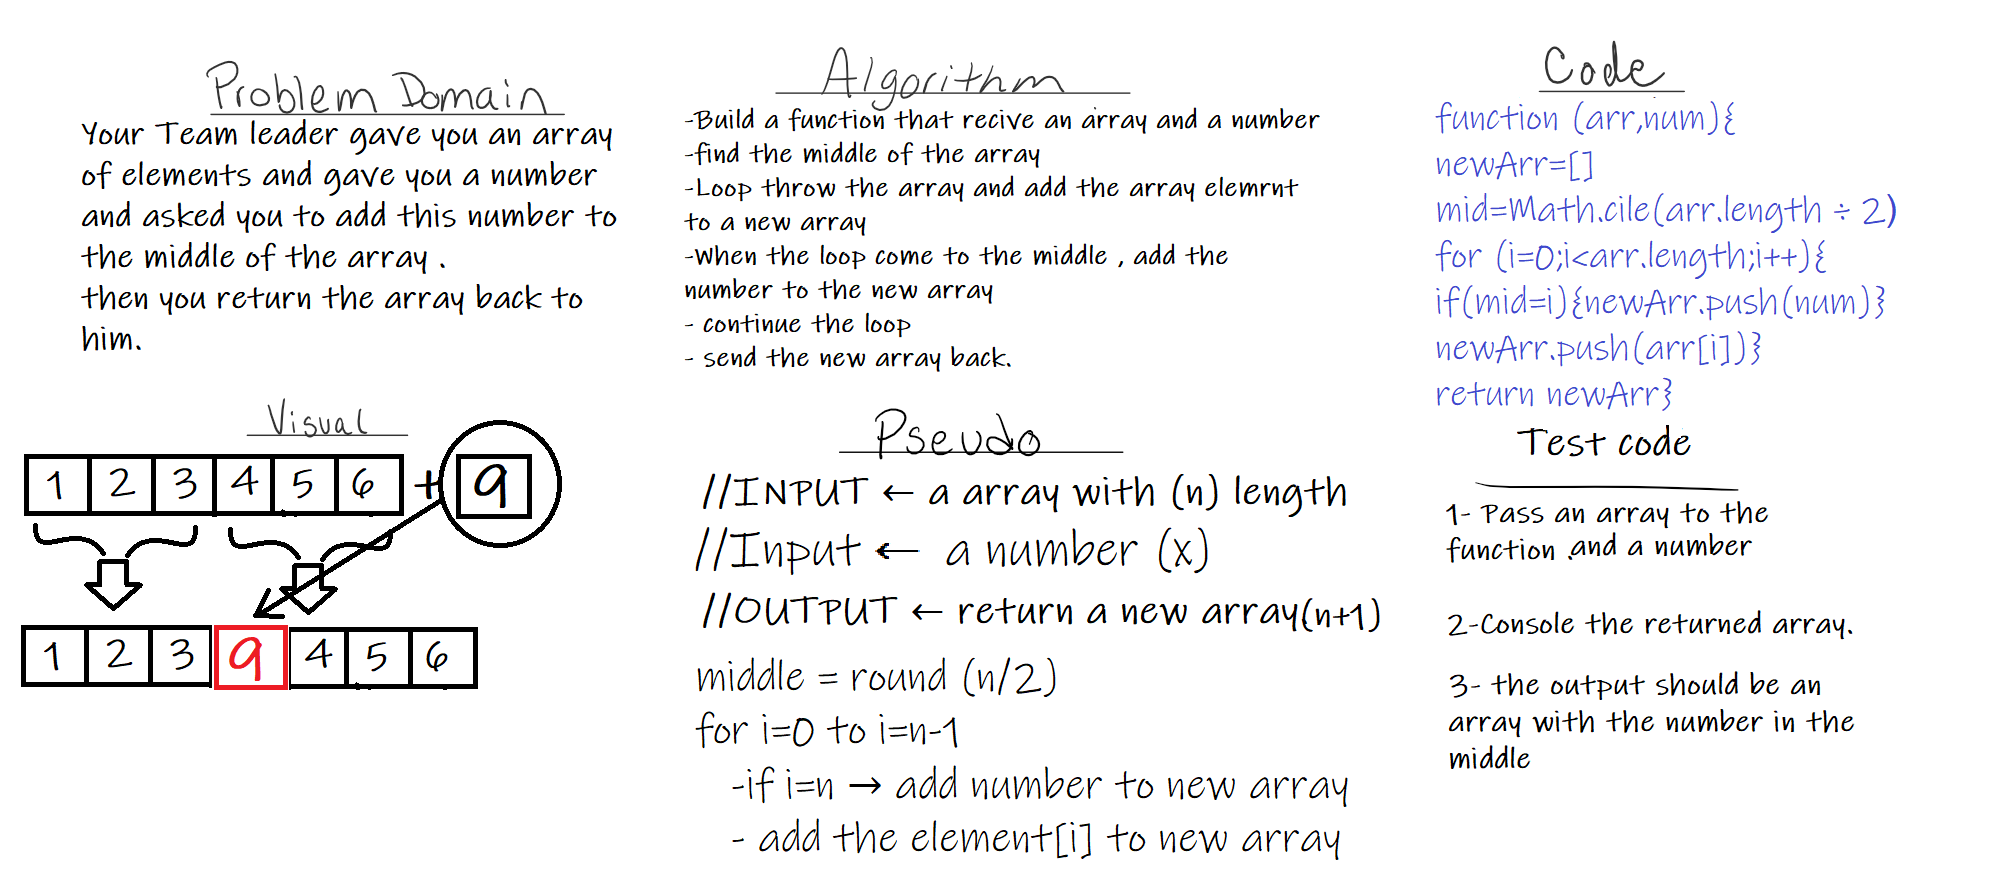 Problem Domain
Your Team leader gave you an array
of elements and gave you a number
and asked you to add this number to
the middle of the array .
then you return the array back to
him.
Visual
1 2 3 4 5 6 + 9
1 2 3 9 4 5 6
Algorithm
-Build a function that recive an array and a number
-find the middle of the array
-Loop throw the array and add the array elemrnt
to a new array
-When the loop come to the middle , add the
number to the new array
- continue the loop
- send the new array back.
Pseudo
//INPUT ← a array with (n) length
//Input ← a number (x)
//OUTPUT ← return a new array(n+1)
middle = round (n/2)
for i=0 to i=n-1
-if i=n → add number to new array
- add the element[i] to new array
Code
function (arr,num){
newArr=[]
mid=Math.cile(arr.length ÷ 2)
for (i=0;i<arr.length;i++){
if(mid=i){newArr.push(num)}
newArr.push(arr[i])}
return newArr}
Test code
1- Pass an array to the
function .and a number
2-Console the returned array.
3- the output should be an
array with the number in the
middle